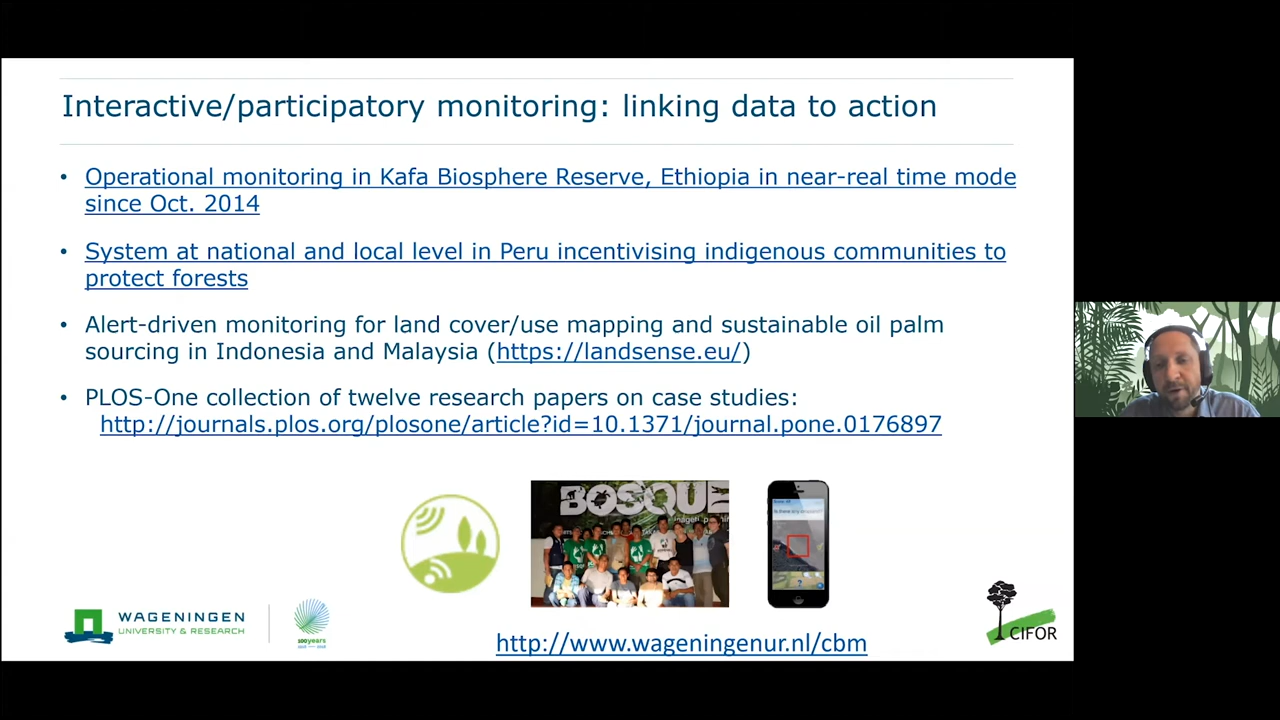 Interactive/participatory monitoring: linking data to action
• Operational monitoring in Kafa Biosphere Reserve, Ethiopia in near-real time mode
since Oct. 2014
• System at national and local level in Peru incentivising indigenous communities to
protect forests
• Alert-driven monitoring for land cover/use mapping and sustainable oil palm
sourcing in Indonesia and Malaysia (https://landsense.eu/)
• PLOS-One collection of twelve research papers on case studies:
http://journals.plos.org/plosone/article?id=10.1371/journal.pone.0176897
BOSQUE
WAGENINGEN
UNIVERSITY & RESEARCH
100years
http://www.wageningenur.nl/cbm
CIFOR